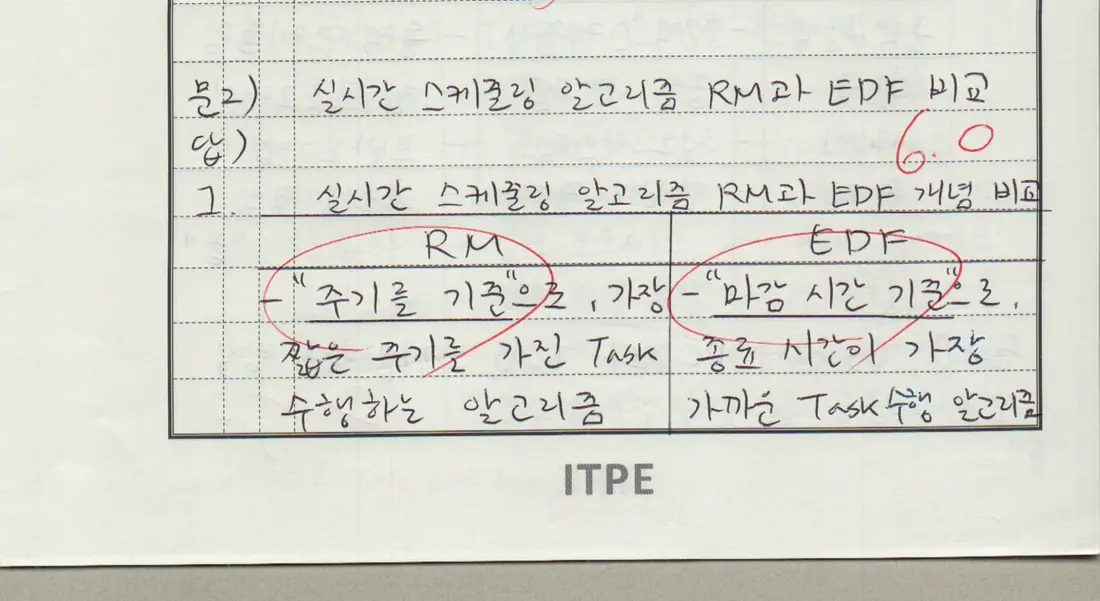 문2) 실시간 스케줄링 알고리즘 RM과 EDF 비교
답)
6.0
1. 실시간 스케줄링 알고리즘 RM과 EDF 개념 비교
RM EDF
- "주기를 기준"으로, 가장 - "마감 시간 기준"으로,
짧은 주기를 가진 Task 종료 시간이 가장
수행하는 알고리즘 가까운 Task 수행 알고리즘
ITPE